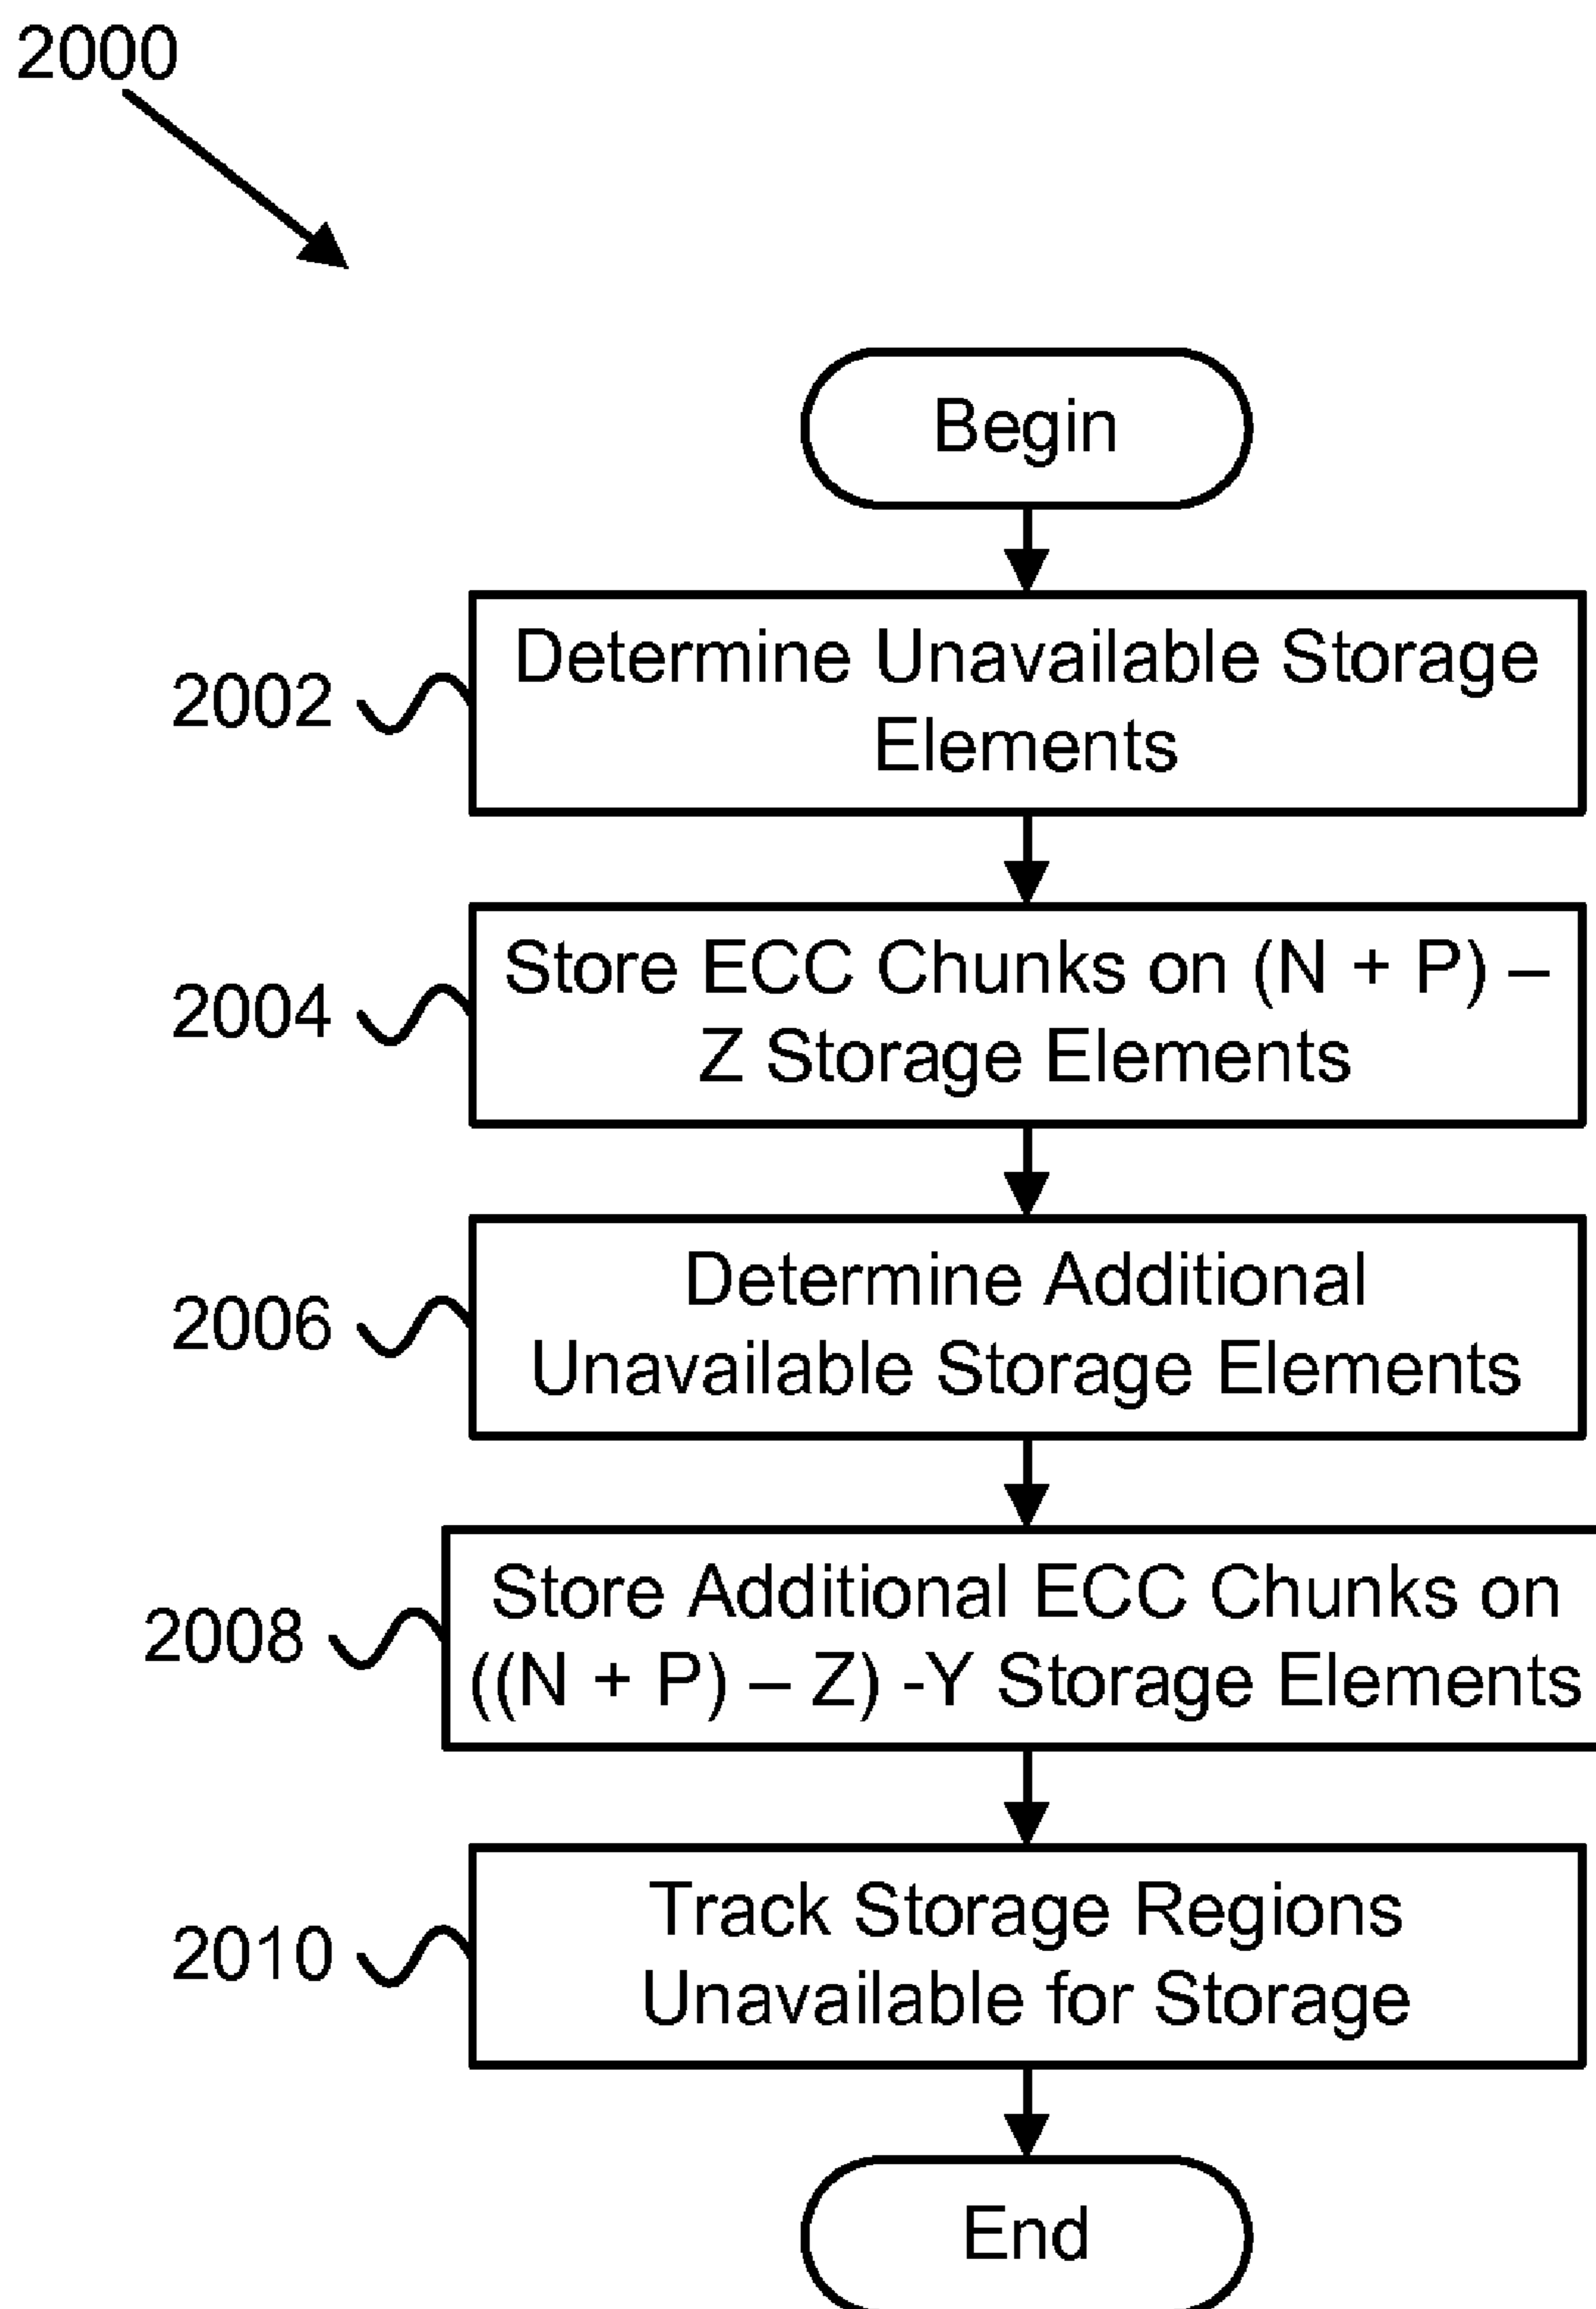 2000
Begin
2002
Determine Unavailable Storage
Elements
2004
Store ECC Chunks on (N + P) –
Z Storage Elements
2006
Determine Additional
Unavailable Storage Elements
2008
Store Additional ECC Chunks on
((N + P) – Z) -Y Storage Elements
2010
Track Storage Regions
Unavailable for Storage
End